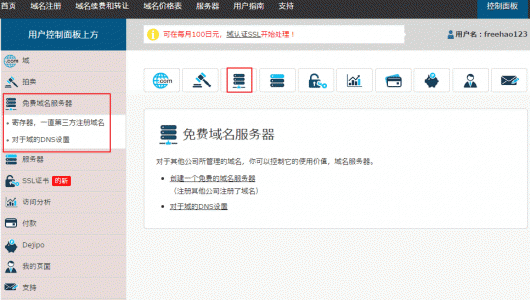 首页 域名注册 域名续费和转让 域名价格表 服务器 用户指南 支持 控制面板
用户控制面板上方
可在每月100日元，域认证SSL开始处理！
用户名：freehao123
域
拍卖
免费域名服务器
寄存器，一直第三方注册域名
对于域的DNS设置
服务器
SSL证书 的新
访问分析
付款
Dejipo
我的页面
支持
.com
免费域名服务器
对于其他公司所管理的域名，你可以控制它的使用价值，域名服务器。
创建一个免费的域名服务器
（注册其他公司注册了域名）
对于域的DNS设置